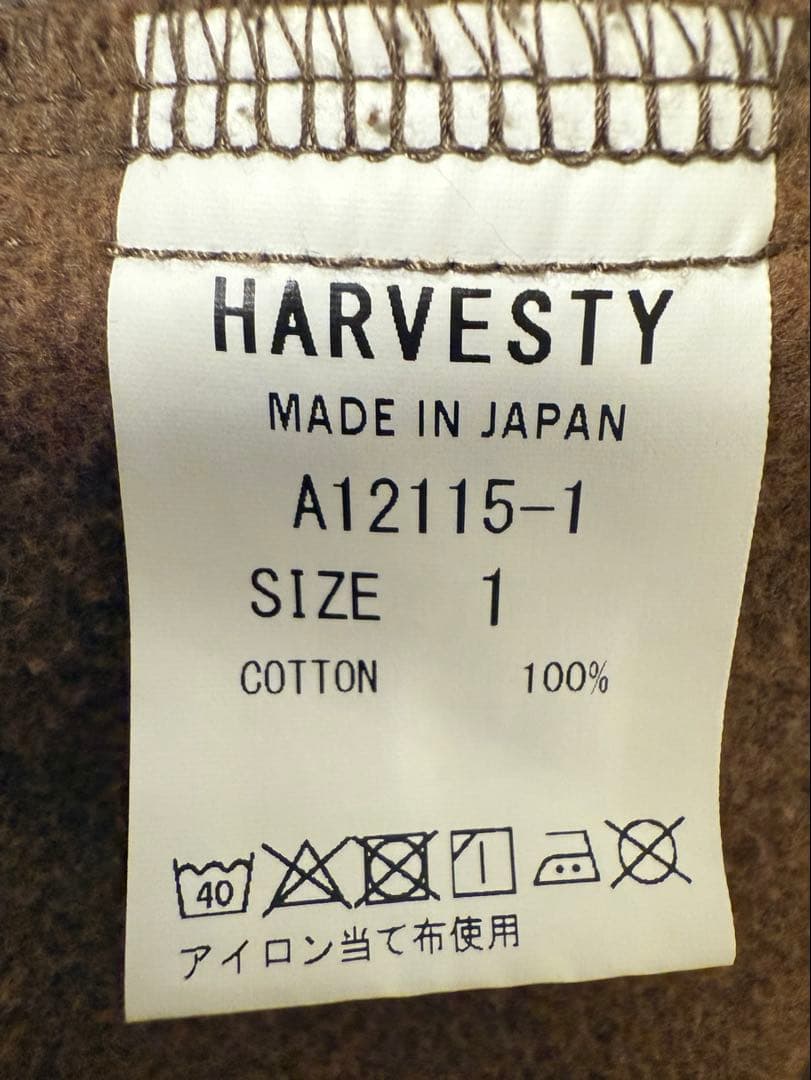 HARVESTY
MADE IN JAPAN
A12115-1
SIZE 1
COTTON 100%
40
アイロン当て布使用